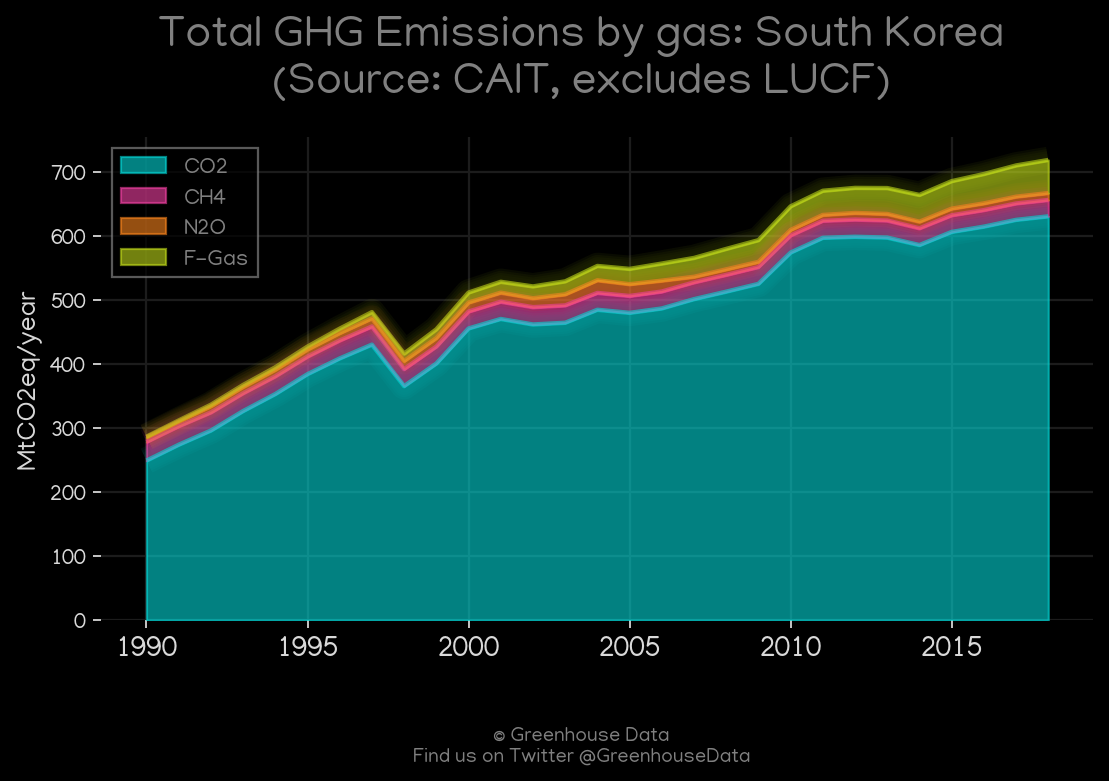 Total GHG Emissions by gas: South Korea
(Source: CAIT, excludes LUCF)
CO2
CH4
N2O
F-Gas
MtCO2eq/year
700
600
500
400
300
200
100
0
1990 1995 2000 2005 2010 2015
© Greenhouse Data
Find us on Twitter @GreenhouseData